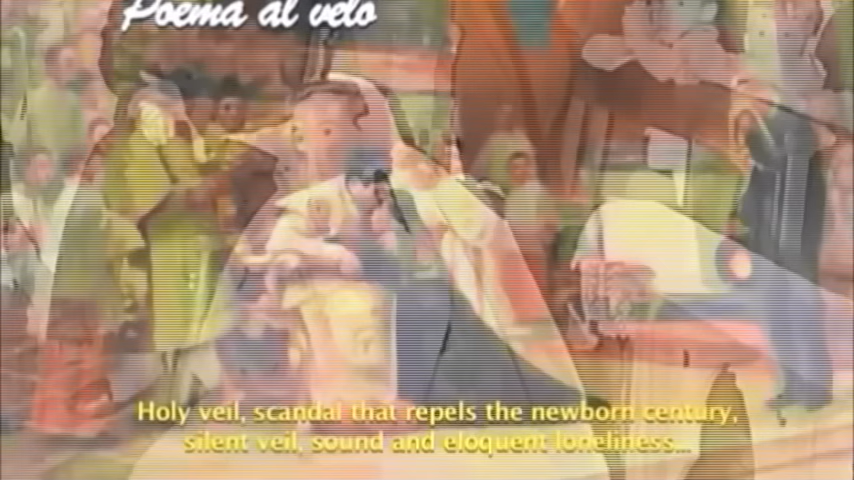 Poema al velo
Holy veil, scandal that repels the newborn century,
silent veil, sound and eloquent loneliness...